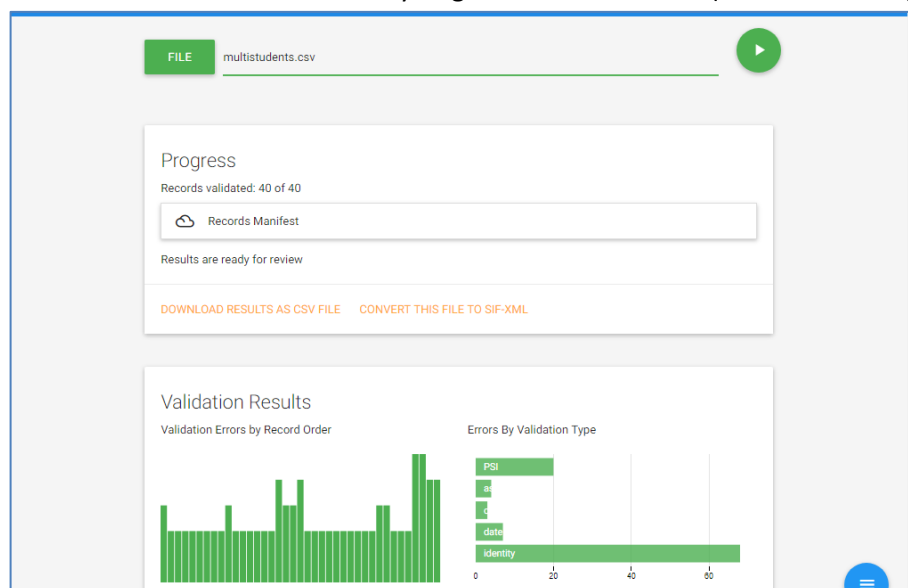 FILE multistudents.csv
Progress
Records validated: 40 of 40
Records Manifest
Results are ready for review
DOWNLOAD RESULTS AS CSV FILE CONVERT THIS FILE TO SIF-XML
Validation Results
Validation Errors by Record Order Errors By Validation Type
PSI
date
identity
0 20 40 60